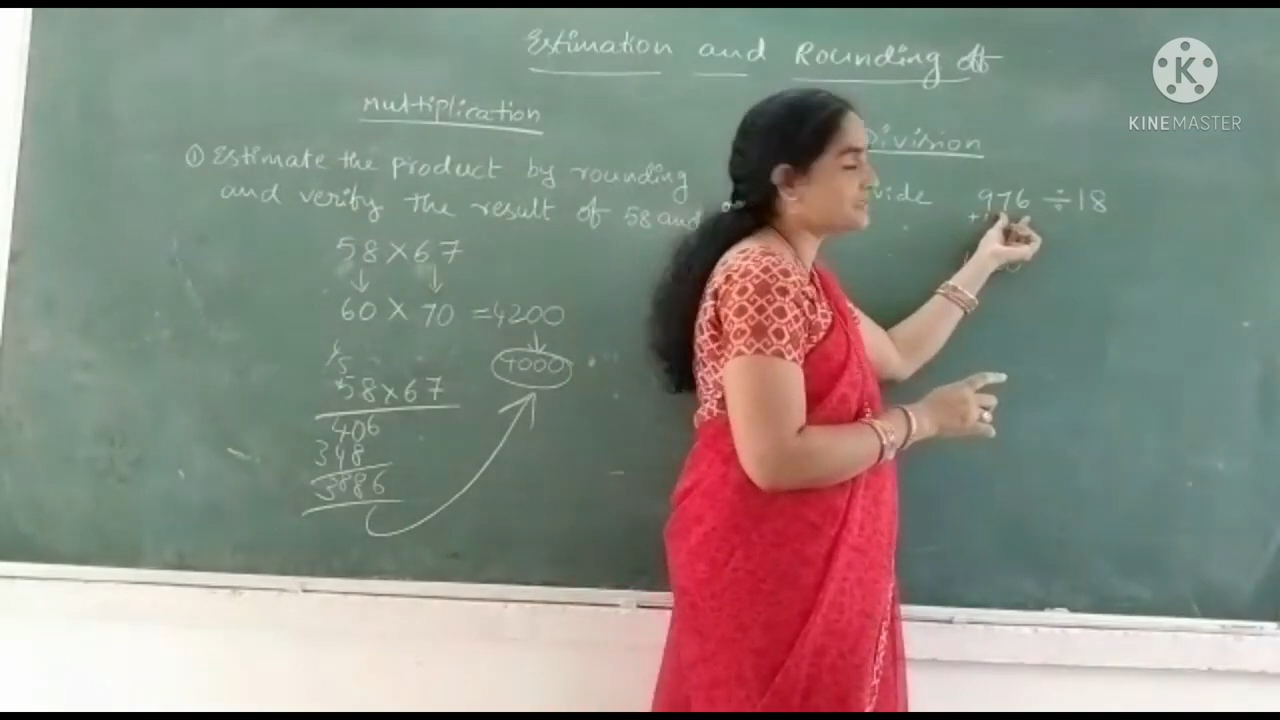 Estimation and Rounding off
Multiplication
① Estimate the product by rounding
and verify the result of 58 and
58 × 67
↓ ↓
60 × 70 = 4200
↓
4000
58 × 67
406
348
3886
Division
976 ÷ 18
K
KINEMASTER